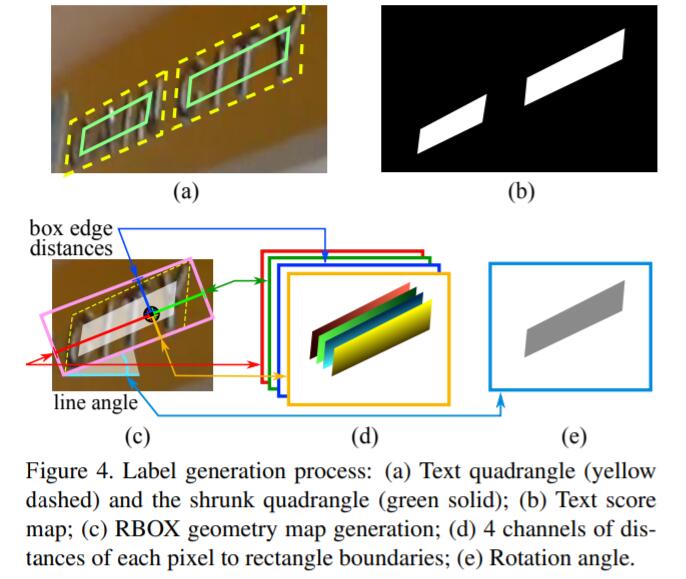 (a)
(b)
box edge
distances
line angle
(c)
(d)
(e)
Figure 4. Label generation process: (a) Text quadrangle (yellow
dashed) and the shrunk quadrangle (green solid); (b) Text score
map; (c) RBOX geometry map generation; (d) 4 channels of dis-
tances of each pixel to rectangle boundaries; (e) Rotation angle.